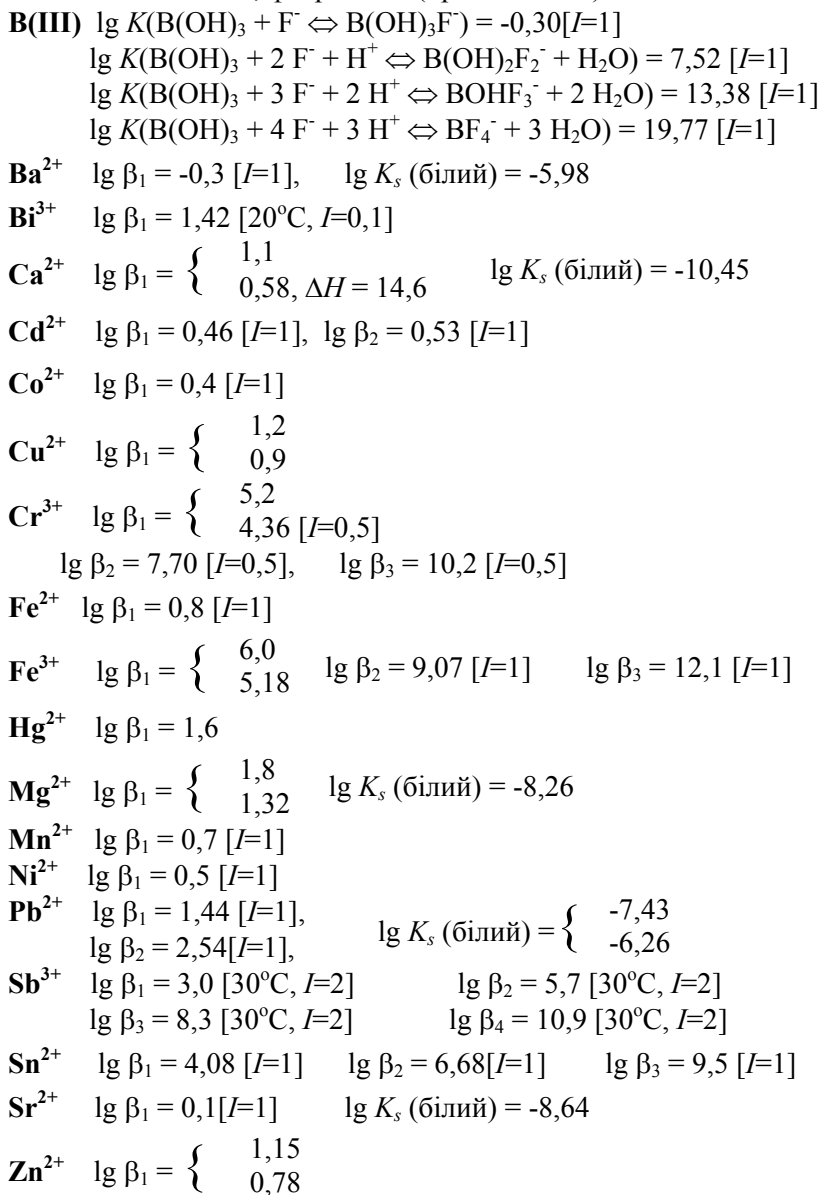 B(III) lg K(B(OH)₃ + F⁻ ⇔ B(OH)₃F⁻) = -0,30[I=1]
lg K(B(OH)₃ + 2 F⁻ + H⁺ ⇔ B(OH)₂F₂⁻ + H₂O) = 7,52 [I=1]
lg K(B(OH)₃ + 3 F⁻ + 2 H⁺ ⇔ BOHF₃⁻ + 2 H₂O) = 13,38 [I=1]
lg K(B(OH)₃ + 4 F⁻ + 3 H⁺ ⇔ BF₄⁻ + 3 H₂O) = 19,77 [I=1]
Ba²⁺ lg β₁ = -0,3 [I=1], lg Kₛ (білий) = -5,98
Bi³⁺ lg β₁ = 1,42 [20°C, I=0,1]
Ca²⁺ lg β₁ = { 1,1
0,58, ΔH = 14,6 lg Kₛ (білий) = -10,45
Cd²⁺ lg β₁ = 0,46 [I=1], lg β₂ = 0,53 [I=1]
Co²⁺ lg β₁ = 0,4 [I=1]
Cu²⁺ lg β₁ = { 1,2
0,9
Cr³⁺ lg β₁ = { 5,2
4,36 [I=0,5]
lg β₂ = 7,70 [I=0,5], lg β₃ = 10,2 [I=0,5]
Fe²⁺ lg β₁ = 0,8 [I=1]
Fe³⁺ lg β₁ = { 6,0
5,18 lg β₂ = 9,07 [I=1] lg β₃ = 12,1 [I=1]
Hg²⁺ lg β₁ = 1,6
Mg²⁺ lg β₁ = { 1,8
1,32 lg Kₛ (білий) = -8,26
Mn²⁺ lg β₁ = 0,7 [I=1]
Ni²⁺ lg β₁ = 0,5 [I=1]
Pb²⁺ lg β₁ = 1,44 [I=1],
lg β₂ = 2,54[I=1], lg Kₛ (білий) = { -7,43
-6,26
Sb³⁺ lg β₁ = 3,0 [30°C, I=2] lg β₂ = 5,7 [30°C, I=2]
lg β₃ = 8,3 [30°C, I=2] lg β₄ = 10,9 [30°C, I=2]
Sn²⁺ lg β₁ = 4,08 [I=1] lg β₂ = 6,68[I=1] lg β₃ = 9,5 [I=1]
Sr²⁺ lg β₁ = 0,1[I=1] lg Kₛ (білий) = -8,64
Zn²⁺ lg β₁ = { 1,15
0,78